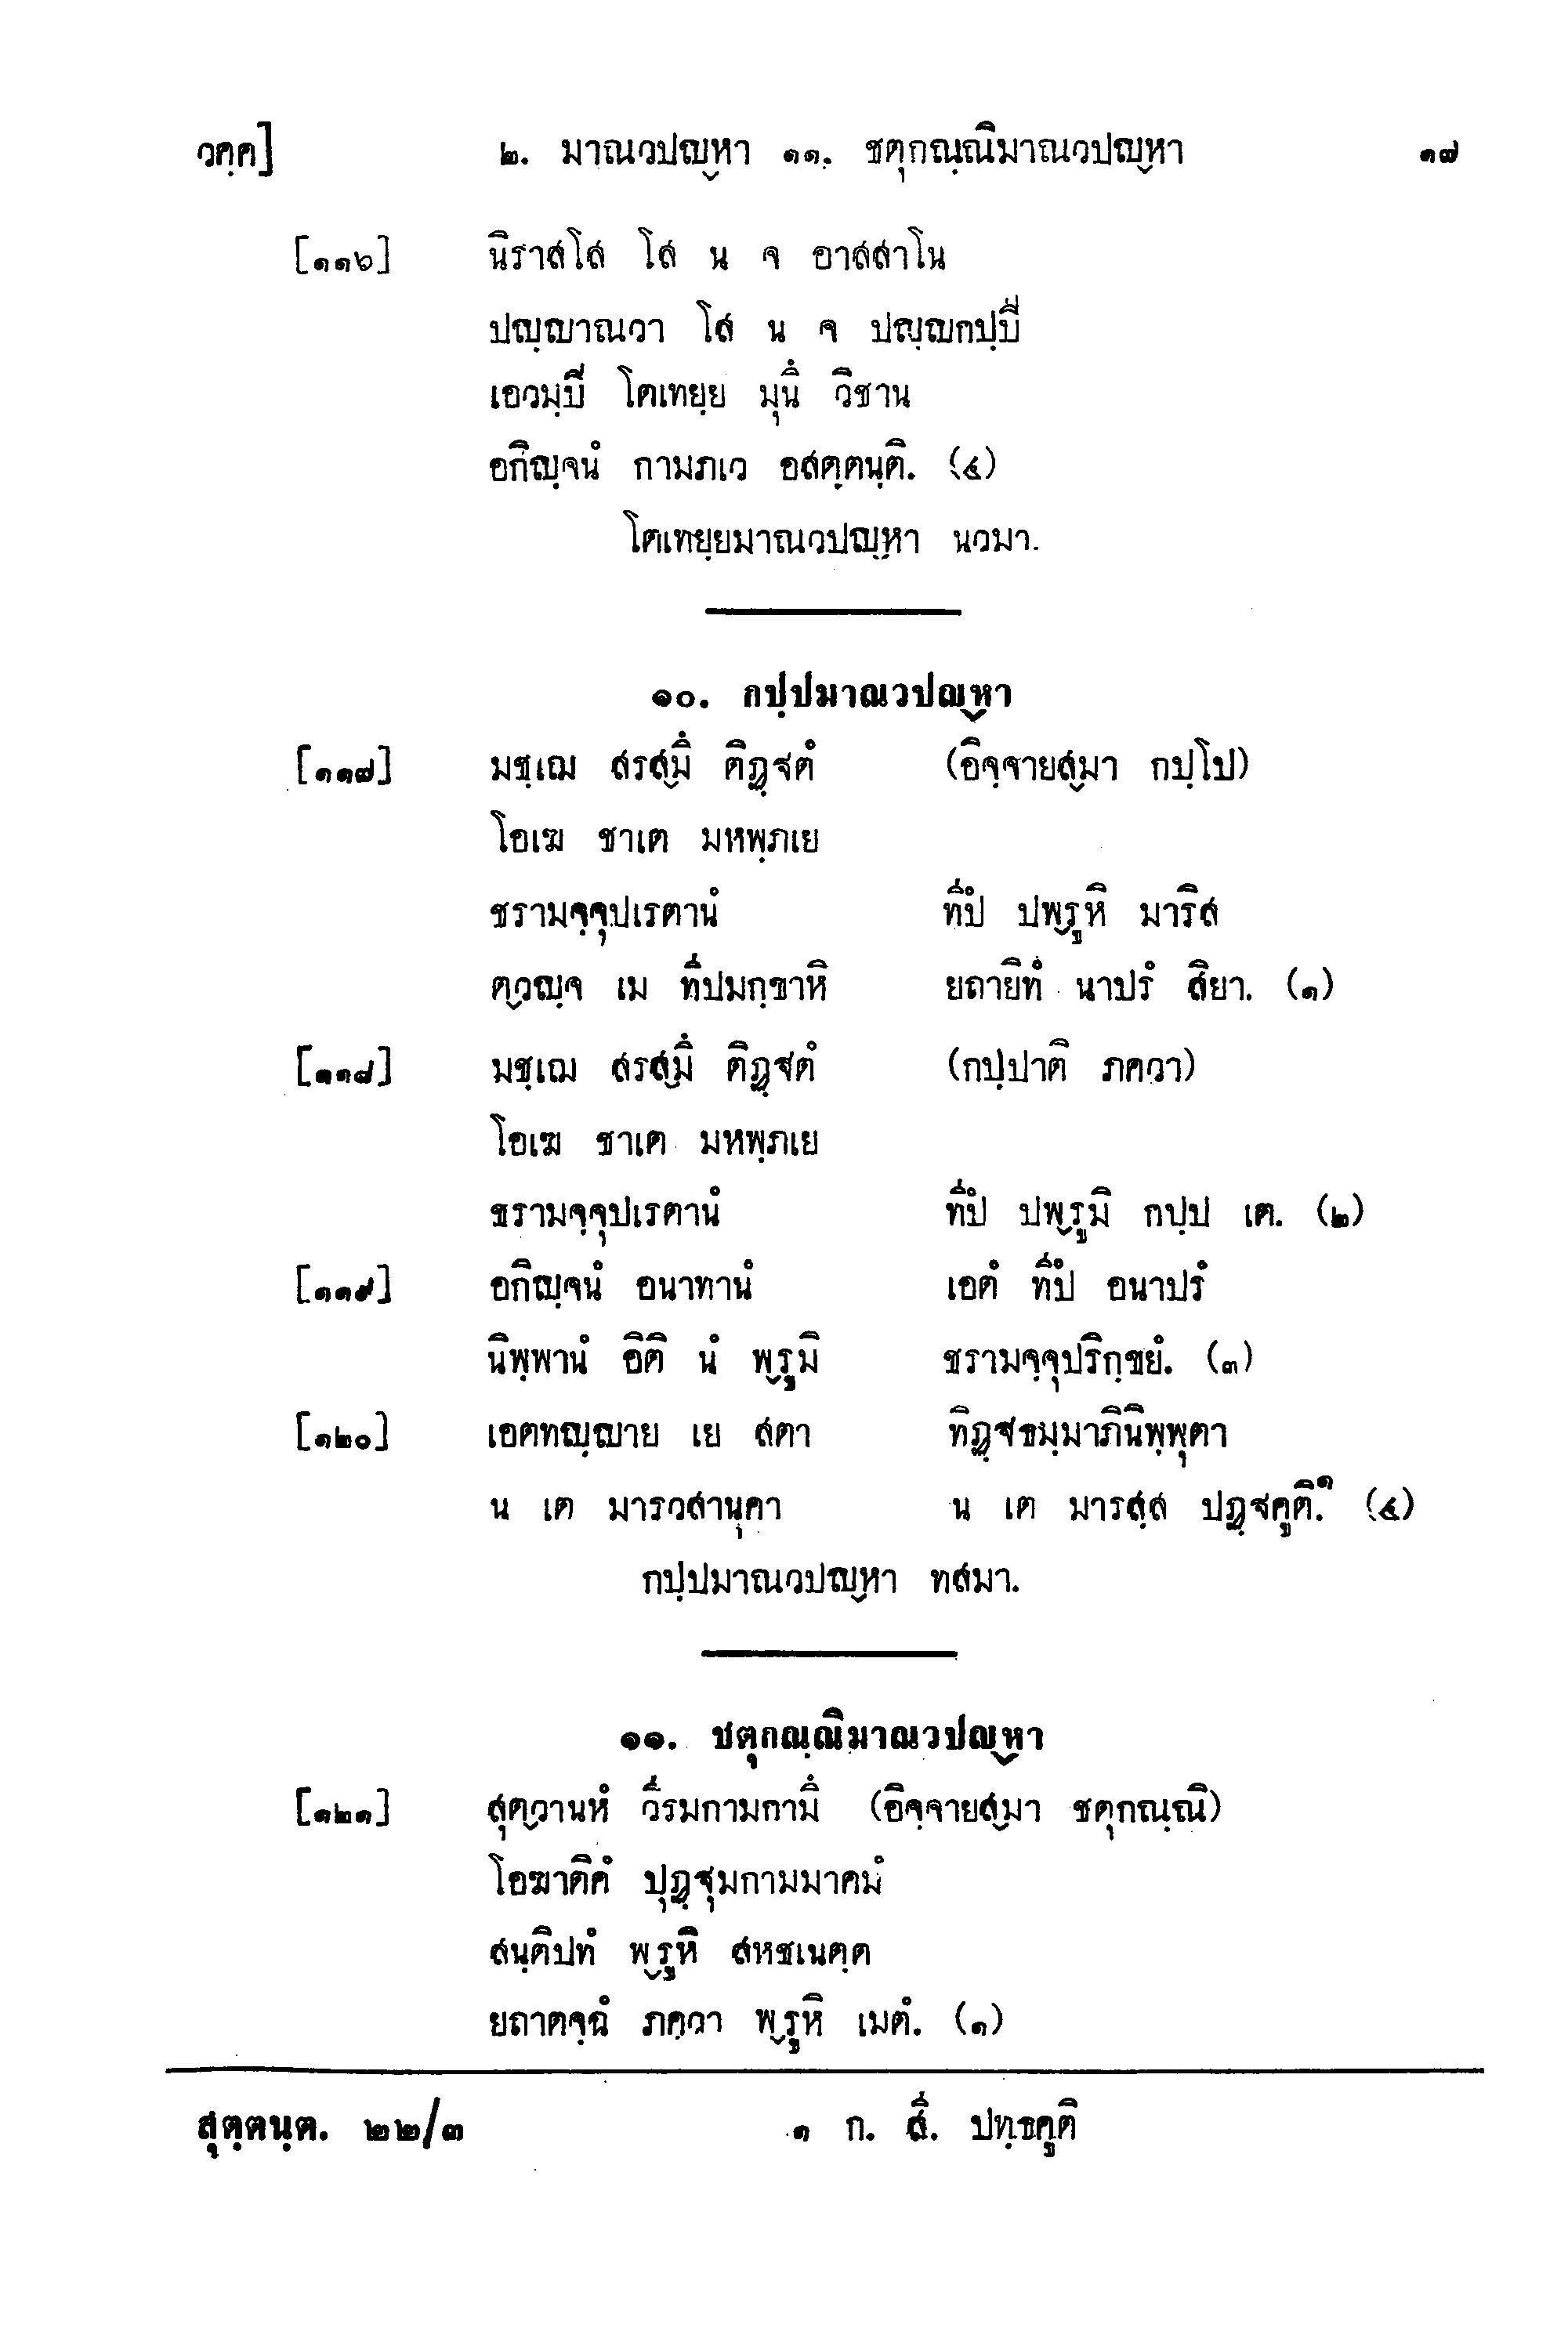 วคฺค]  ๒. มาณวปญฺหา ๑๑. ชตุกณฺณิมาณวปญฺหา  ๑๗
[๑๑๖] นิราสโส โส น จ อาสสาโน
ปญฺญาณวา โส น จ ปญฺญกปฺปี
เอวมฺปิ โตเทยฺย มุนึ วิชาน
อกิญฺจนํ กามภเว อสตฺตนฺติ. (๔)
โตเทยฺยมาณวปญฺหา นวมา.
๑๐. กปฺปมาณวปญฺหา
[๑๑๗] มชฺเฌ สรสฺมึ ติฏฺฐตํ (อิจฺจายสฺมา กปฺโป)
โอเฆ ชาเต มหพฺภเย
ชรามจฺจุปเรตานํ ทีปํ ปพฺรูหิ มาริส
ตฺวญฺจ เม ทีปมกฺขาหิ ยถายิทํ นาปรํ สิยา. (๑)
[๑๑๘] มชฺเฌ สรสฺมึ ติฏฺฐตํ (กปฺปาติ ภควา)
โอเฆ ชาเต มหพฺภเย
ชรามจฺจุปเรตานํ ทีปํ ปพฺรูมิ กปฺป เต. (๒)
[๑๑๙] อกิญฺจนํ อนาทานํ เอตํ ทีปํ อนาปรํ
นิพฺพานํ อิติ นํ พฺรูมิ ชรามจฺจุปริกฺขยํ. (๓)
[๑๒๐] เอตทญฺญาย เย สตา ทิฏฺฐธมฺมาภินิพฺพุตา
น เต มารวสานุคา น เต มารสฺส ปฏฺฐคูติ.๑ (๔)
กปฺปมาณวปญฺหา ทสมา.
๑๑. ชตุกณฺณิมาณวปญฺหา
[๑๒๑] สุตฺวานหํ วีรมกามกามึ (อิจฺจายสฺมา ชตุกณฺณิ)
โอฆาติคํ ปุฏฺฐุมกามมาคมํ
สนฺติปทํ พฺรูหิ สหชเนตฺต
ยถาตจฺฉํ ภควา พฺรูหิ เมตํ. (๑)
สุตฺตนฺต. ๒๒/๓  ๑ ก. สี. ปทฺธคูติ